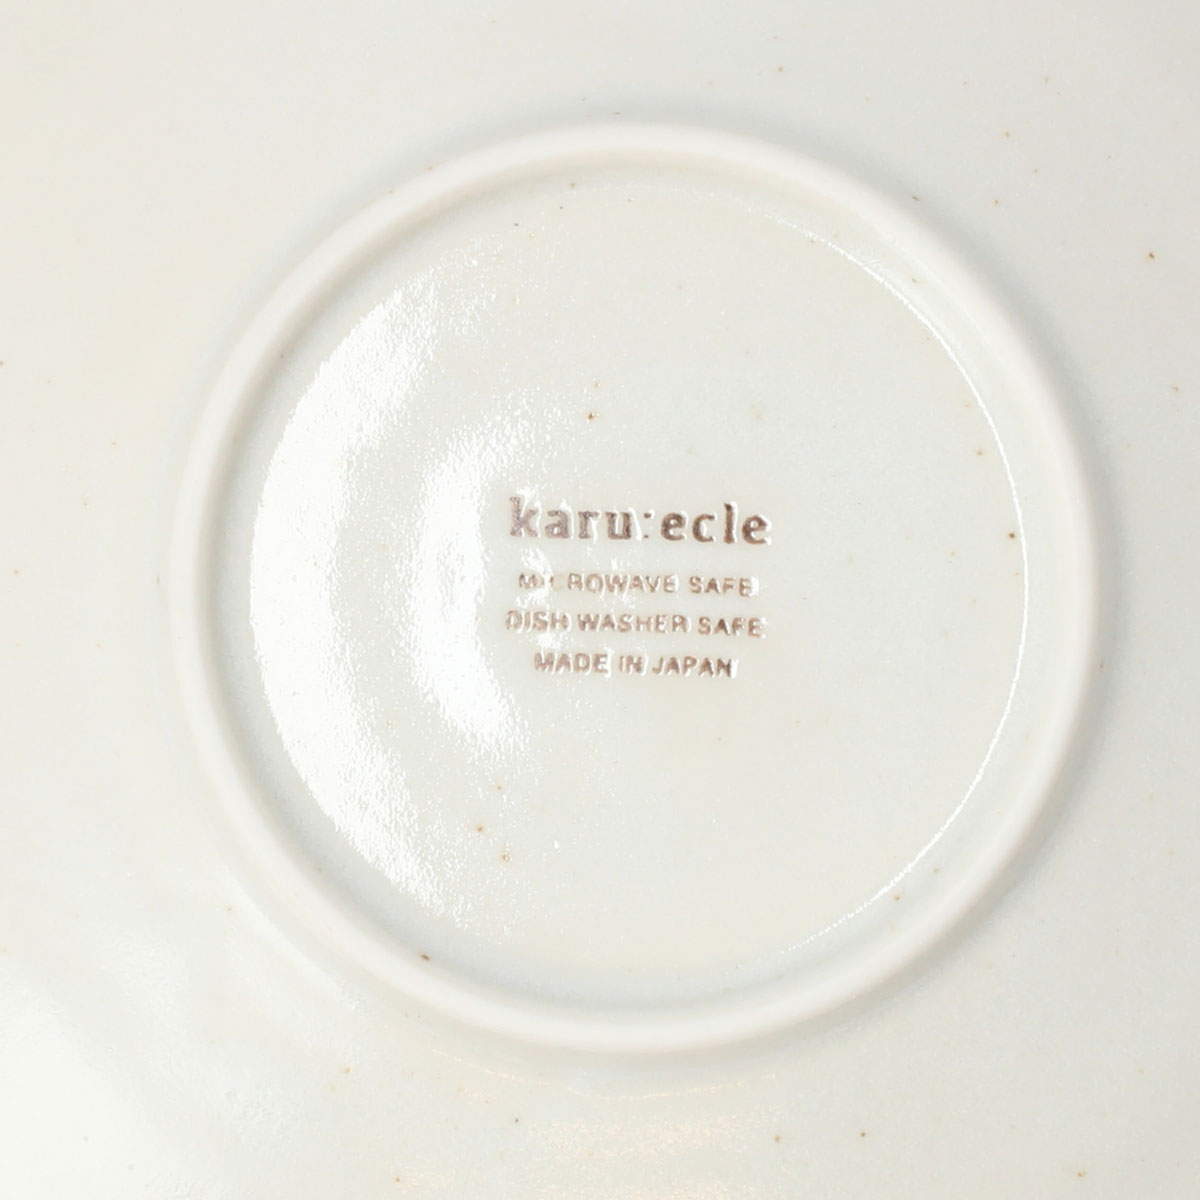 karu:ecle
MICROWAVE SAFE
DISH WASHER SAFE
MADE IN JAPAN